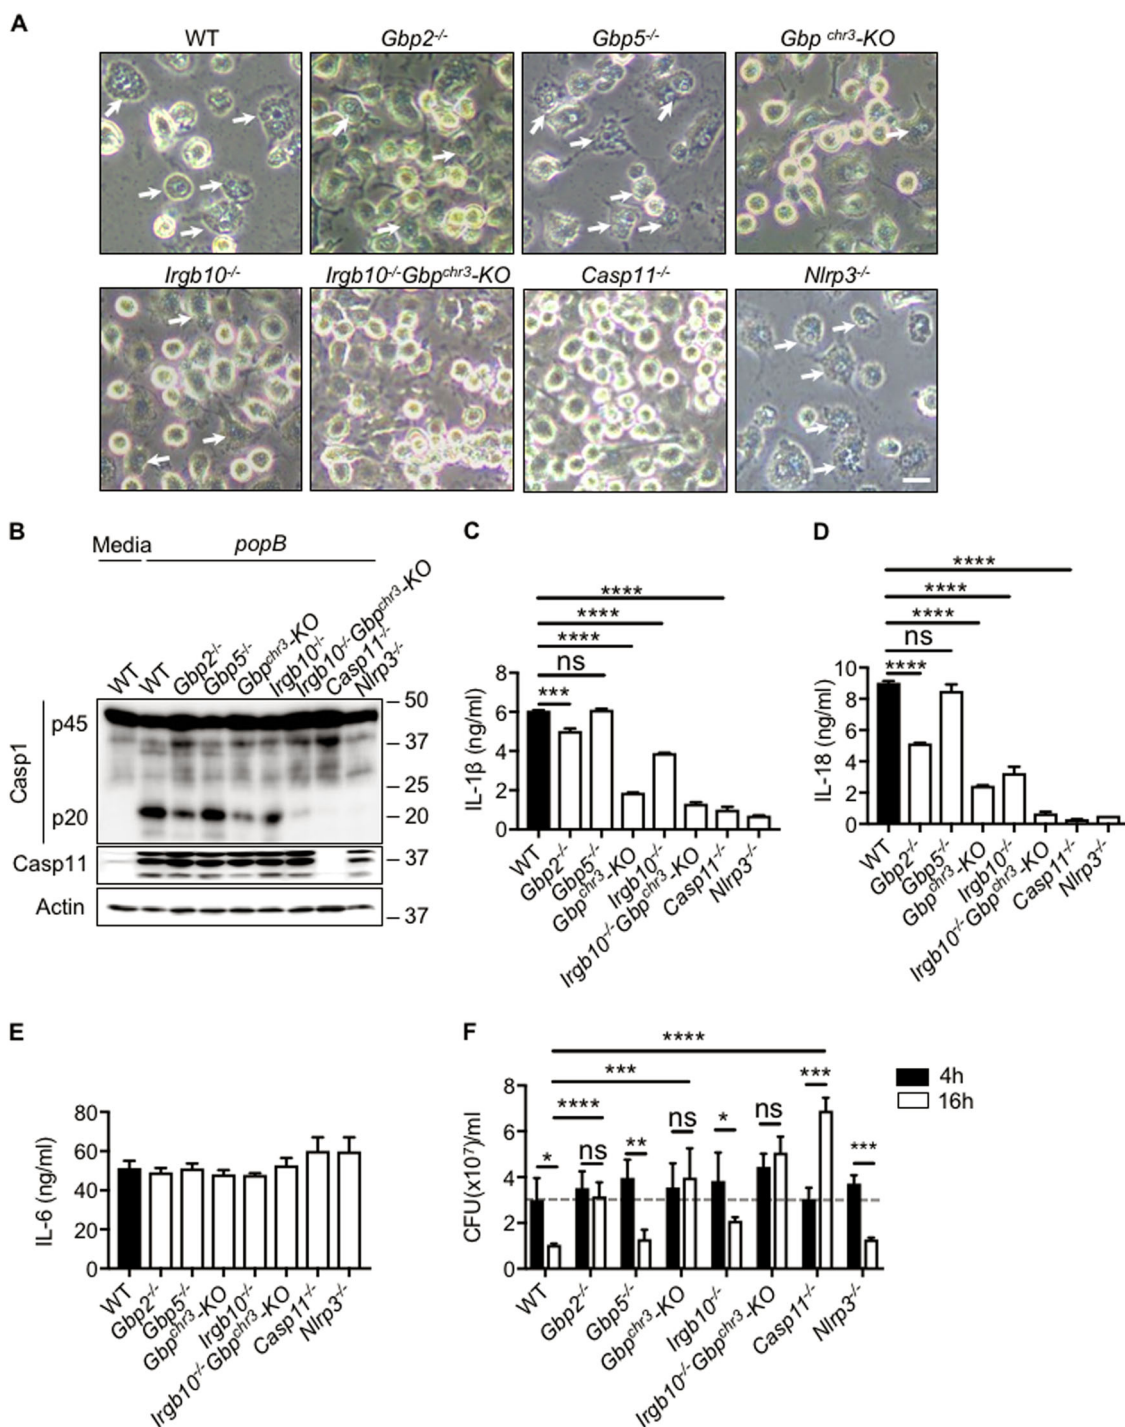 A
WT Gbp2-/- Gbp5-/- Gbp chr3-KO
Irgb10-/- Irgb10-/-Gbpchr3-KO Casp11-/- Nlrp3-/-
B
Media popB
WT WT Gbp2-/- Gbp5-/- Gbpchr3-KO Irgb10-/- Irgb10-/-Gbpchr3-KO Casp11-/- Nlrp3-/-
Casp1
p45
p20
50
37
25
20
Casp11
37
Actin
37
C
****
****
****
ns
***
IL-1β (ng/ml)
8
6
4
2
0
WT Gbp2-/- Gbp5-/- Gbpchr3-KO Irgb10-/- Irgb10-/-Gbpchr3-KO Casp11-/- Nlrp3-/-
D
****
****
****
ns
****
IL-18 (ng/ml)
10
8
6
4
2
0
WT Gbp2-/- Gbp5-/- Gbpchr3-KO Irgb10-/- Irgb10-/-Gbpchr3-KO Casp11-/- Nlrp3-/-
E
IL-6 (ng/ml)
80
60
40
20
0
WT Gbp2-/- Gbp5-/- Gbpchr3-KO Irgb10-/- Irgb10-/-Gbpchr3-KO Casp11-/- Nlrp3-/-
F
****
***
****
* ns ** ns * ns *** ***
4h
16h
CFU(x107)/ml
8
6
4
2
0
WT Gbp2-/- Gbp5-/- Gbpchr3-KO Irgb10-/- Irgb10-/-Gbpchr3-KO Casp11-/- Nlrp3-/-